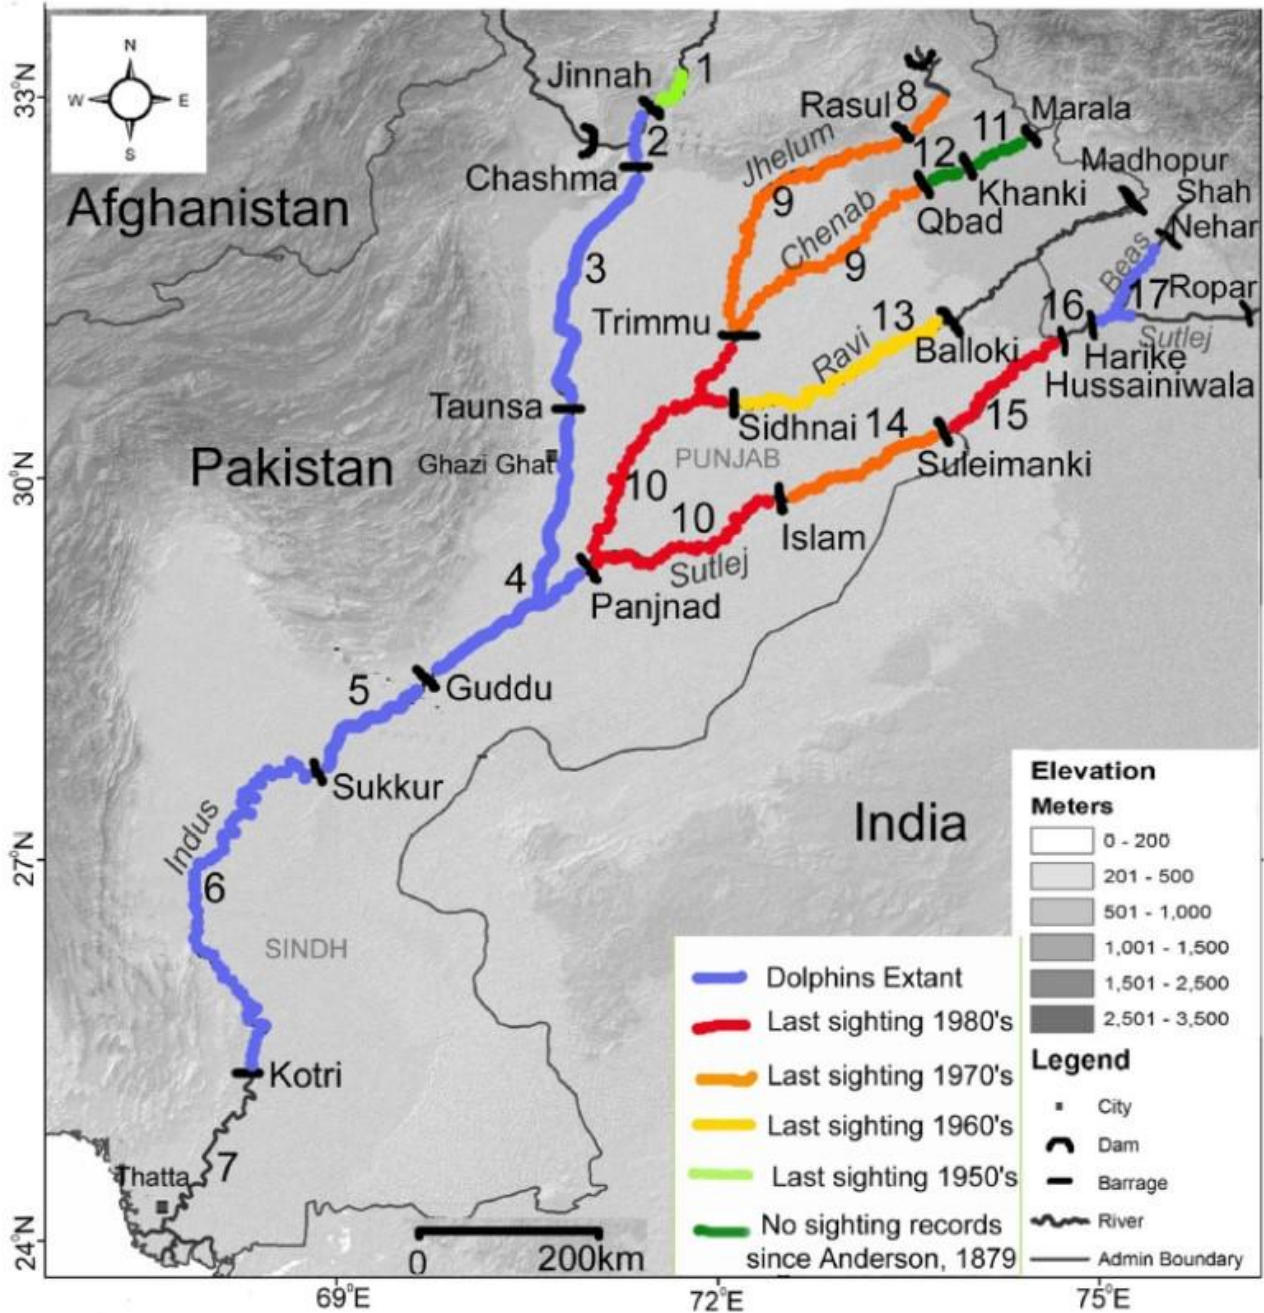 N
W
E
S
33°N
30°N
27°N
24°N
69°E
72°E
75°E
Jinnah
1
2
Chashma
Afghanistan
3
Rasul
8
Jhelum
9
11
Marala
12
Khanki
Qbad
Chenab
9
Madhopur
Shah
Nehar
Beas
17
Ropar
16
Sutlej
Harike
Hussainiwala
Trimmu
13
Ravi
Balloki
Taunsa
Sidhnai
14
15
Suleimanki
PUNJAB
Ghazi Ghat
Pakistan
10
10
Islam
Sutlej
4
Panjnad
5
Guddu
Sukkur
Indus
6
India
SINDH
Kotri
7
Thatta
0
200km
Dolphins Extant
Last sighting 1980's
Last sighting 1970's
Last sighting 1960's
Last sighting 1950's
No sighting records
since Anderson, 1879
Elevation
Meters
0 - 200
201 - 500
501 - 1,000
1,001 - 1,500
1,501 - 2,500
2,501 - 3,500
Legend
City
Dam
Barrage
River
Admin Boundary